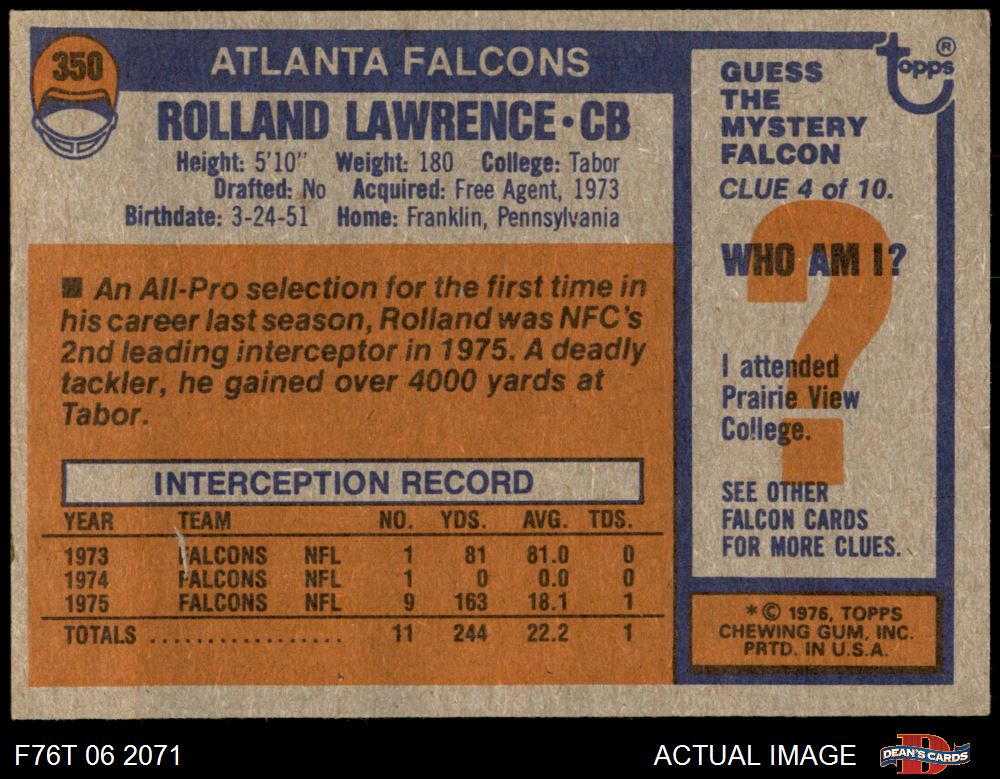 350
ATLANTA FALCONS
ROLLAND LAWRENCE • CB
Height: 5'10" Weight: 180 College: Tabor
Drafted: No Acquired: Free Agent, 1973
Birthdate: 3-24-51 Home: Franklin, Pennsylvania
■ An All-Pro selection for the first time in
his career last season, Rolland was NFC's
2nd leading interceptor in 1975. A deadly
tackler, he gained over 4000 yards at
Tabor.
INTERCEPTION RECORD
YEAR TEAM NO. YDS. AVG. TDS.
1973 FALCONS NFL 1 81 81.0 0
1974 FALCONS NFL 1 0 0.0 0
1975 FALCONS NFL 9 163 18.1 1
TOTALS ................. 11 244 22.2 1
topps ®
GUESS
THE
MYSTERY
FALCON
CLUE 4 of 10.
?
WHO AM I?
I attended
Prairie View
College.
SEE OTHER
FALCON CARDS
FOR MORE CLUES.
* © 1976, TOPPS
CHEWING GUM, INC.
PRTD. IN U.S.A.
F76T 06 2071
ACTUAL IMAGE
D
DEAN'S CARDS